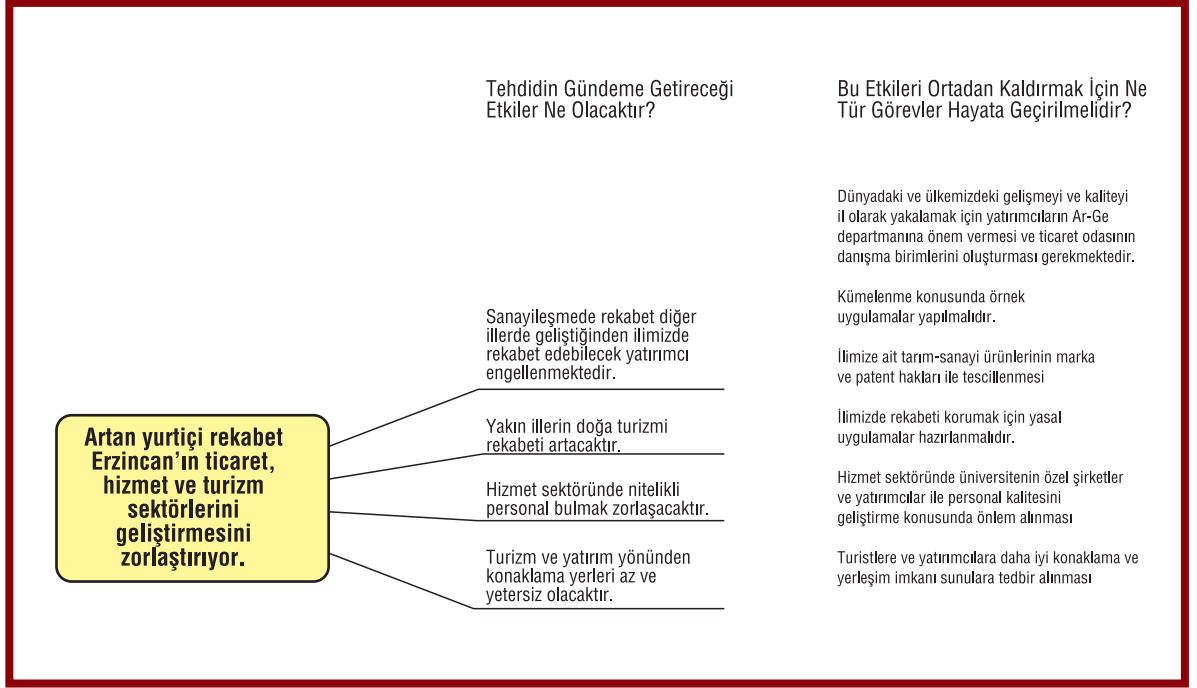 Tehdidin Gündeme Getireceği
Etkiler Ne Olacaktır?
Bu Etkileri Ortadan Kaldırmak İçin Ne
Tür Görevler Hayata Geçirilmelidir?
Artan yurtiçi rekabet
Erzincan’ın ticaret,
hizmet ve turizm
sektörlerini
geliştirmesini
zorlaştırıyor.
Sanayileşmede rekabet diğer
illerde geliştiğinden ilimizde
rekabet edebilecek yatırımcı
engellenmektedir.
Yakın illerin doğa turizmi
rekabeti artacaktır.
Hizmet sektöründe nitelikli
personal bulmak zorlaşacaktır.
Turizm ve yatırım yönünden
konaklama yerleri az ve
yetersiz olacaktır.
Dünyadaki ve ülkemizdeki gelişmeyi ve kaliteyi
il olarak yakalamak için yatırımcıların Ar-Ge
departmanına önem vermesi ve ticaret odasının
danışma birimlerini oluşturması gerekmektedir.
Kümelenme konusunda örnek
uygulamalar yapılmalıdır.
İlimize ait tarım-sanayi ürünlerinin marka
ve patent hakları ile tescillenmesi
İlimizde rekabeti korumak için yasal
uygulamalar hazırlanmalıdır.
Hizmet sektöründe üniversitenin özel şirketler
ve yatırımcılar ile personal kalitesini
geliştirme konusunda önlem alınması
Turistlere ve yatırımcılara daha iyi konaklama ve
yerleşim imkanı sunulara tedbir alınması